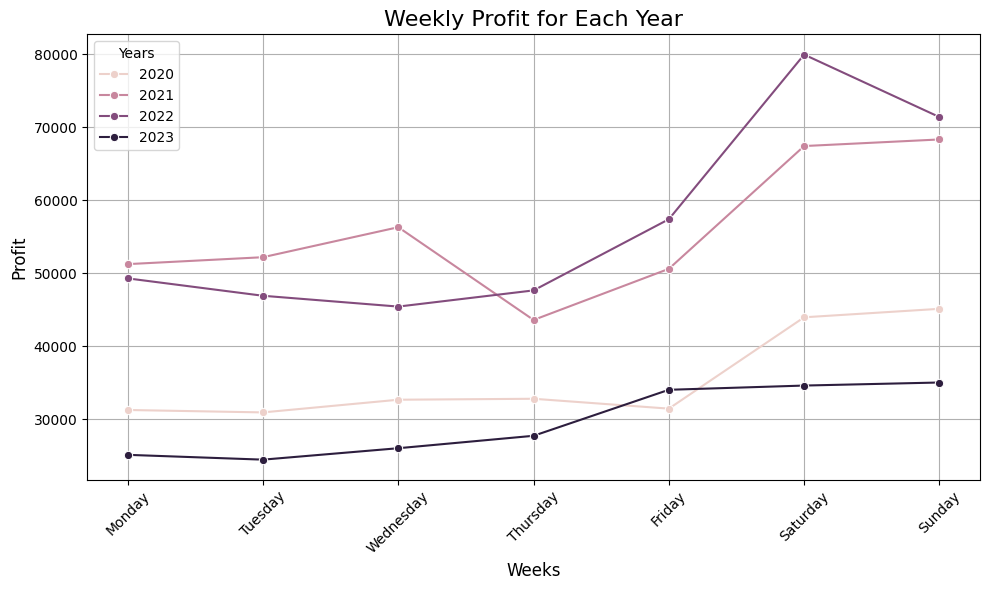 Weekly Profit for Each Year
Years
2020
2021
2022
2023
Profit
80000
70000
60000
50000
40000
30000
Monday
Tuesday
Wednesday
Thursday
Friday
Saturday
Sunday
Weeks